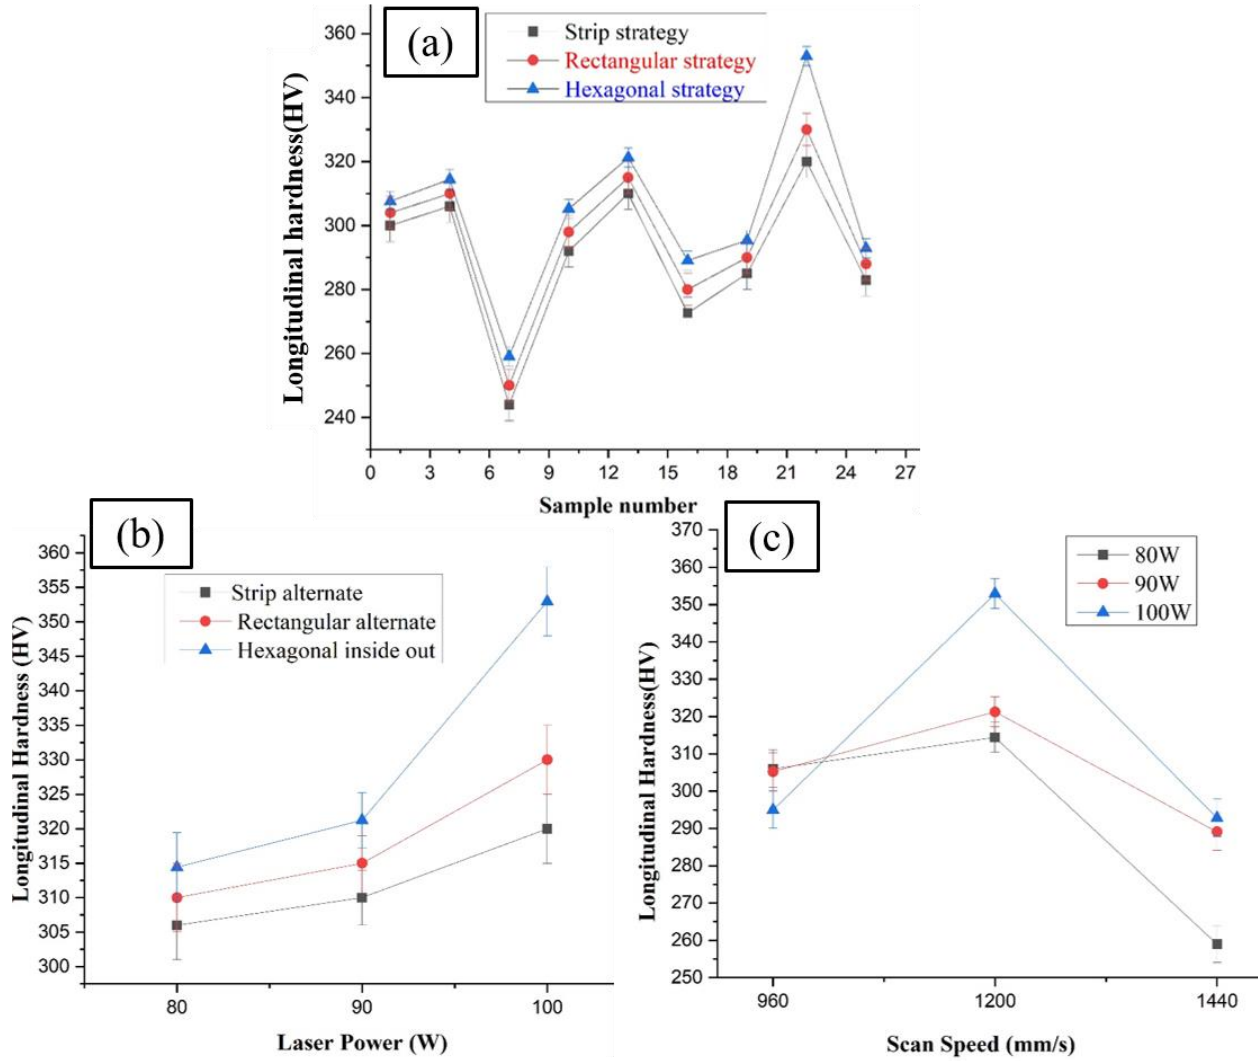 (a)
Strip strategy
Rectangular strategy
Hexagonal strategy
Longitudinal hardness(HV)
360
340
320
300
280
260
240
0 3 6 9 12 15 18 21 24 27
Sample number
(b)
Strip alternate
Rectangular alternate
Hexagonal inside out
Longitudinal Hardness (HV)
360
355
350
345
340
335
330
325
320
315
310
305
300
80 90 100
Laser Power (W)
(c)
80W
90W
100W
Longitudinal Hardness(HV)
370
360
350
340
330
320
310
300
290
280
270
260
250
960 1200 1440
Scan Speed (mm/s)